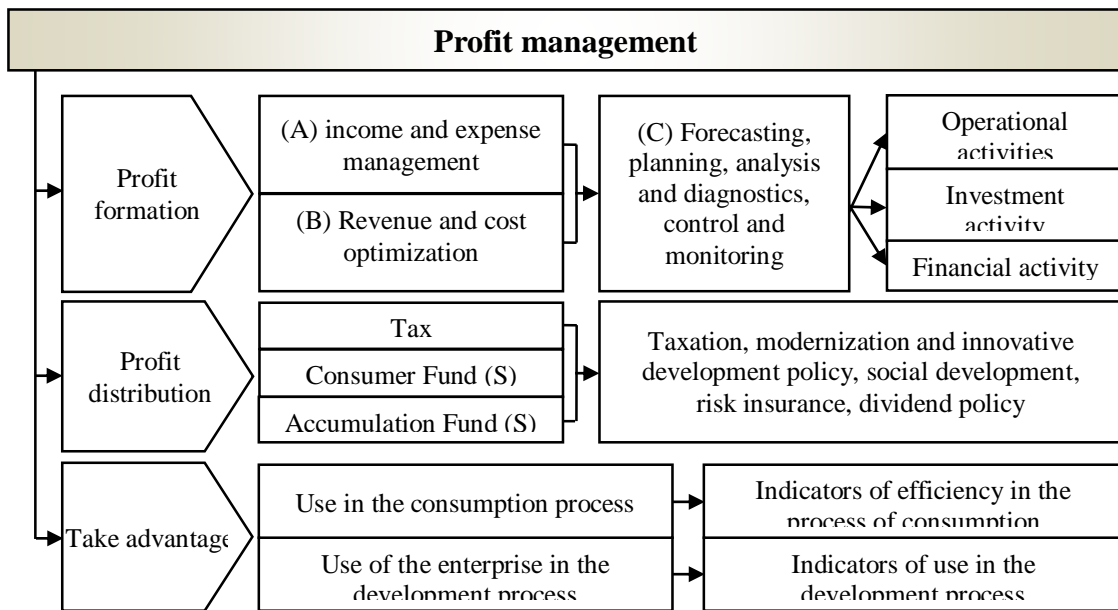 Profit management
Profit
formation
(A) income and expense
management
(B) Revenue and cost
optimization
(C) Forecasting,
planning, analysis
and diagnostics,
control and
monitoring
Operational
activities
Investment
activity
Financial activity
Profit
distribution
Tax
Consumer Fund (S)
Accumulation Fund (S)
Taxation, modernization and innovative
development policy, social development,
risk insurance, dividend policy
Take advantage
Use in the consumption process
Indicators of efficiency in the
process of consumption
Use of the enterprise in the
development process
Indicators of use in the
development process